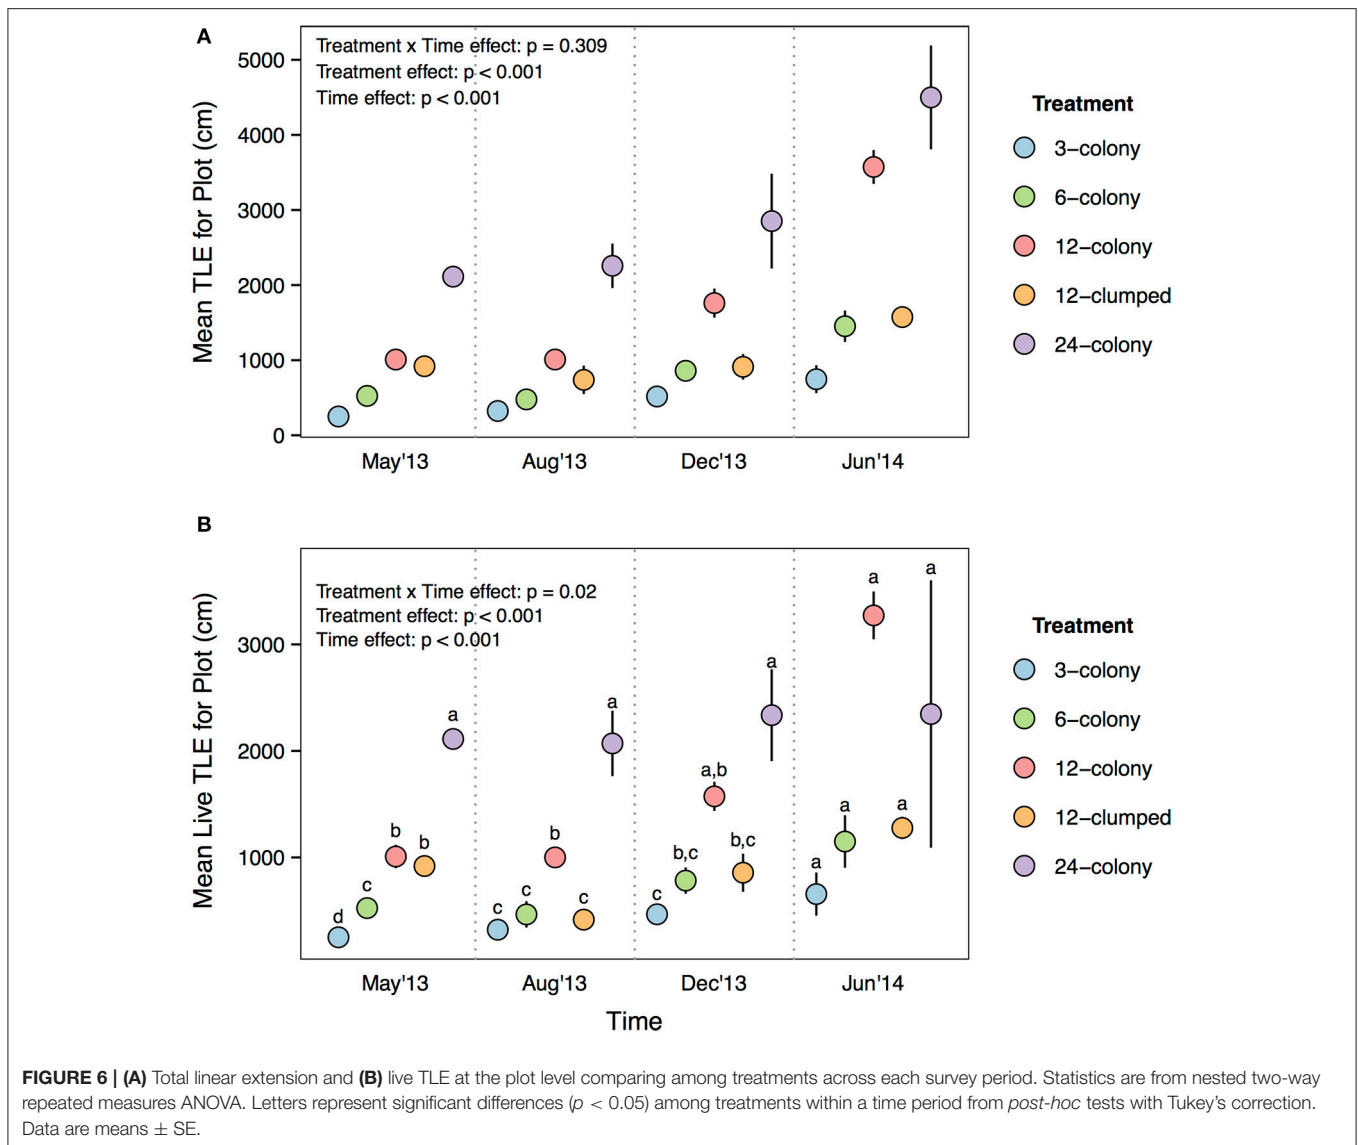 A
Treatment x Time effect: p = 0.309
Treatment effect: p < 0.001
Time effect: p < 0.001
Mean TLE for Plot (cm)
5000
4000
3000
2000
1000
0
May'13 Aug'13 Dec'13 Jun'14
Treatment
3−colony
6−colony
12−colony
12−clumped
24−colony
B
Treatment x Time effect: p = 0.02
Treatment effect: p < 0.001
Time effect: p < 0.001
Mean Live TLE for Plot (cm)
3000
2000
1000
d c b b a
c c b c a
c b,c a,b b,c a
a a a a a
May'13 Aug'13 Dec'13 Jun'14
Time
Treatment
3−colony
6−colony
12−colony
12−clumped
24−colony
FIGURE 6 | (A) Total linear extension and (B) live TLE at the plot level comparing among treatments across each survey period. Statistics are from nested two-way
repeated measures ANOVA. Letters represent significant differences (p < 0.05) among treatments within a time period from post-hoc tests with Tukey's correction.
Data are means ± SE.